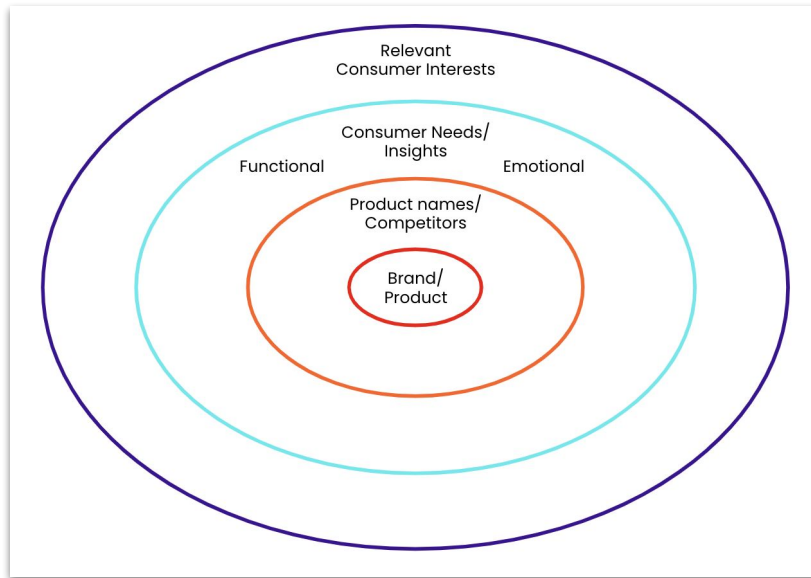 Relevant
Consumer Interests
Consumer Needs/
Insights
Functional
Emotional
Product names/
Competitors
Brand/
Product